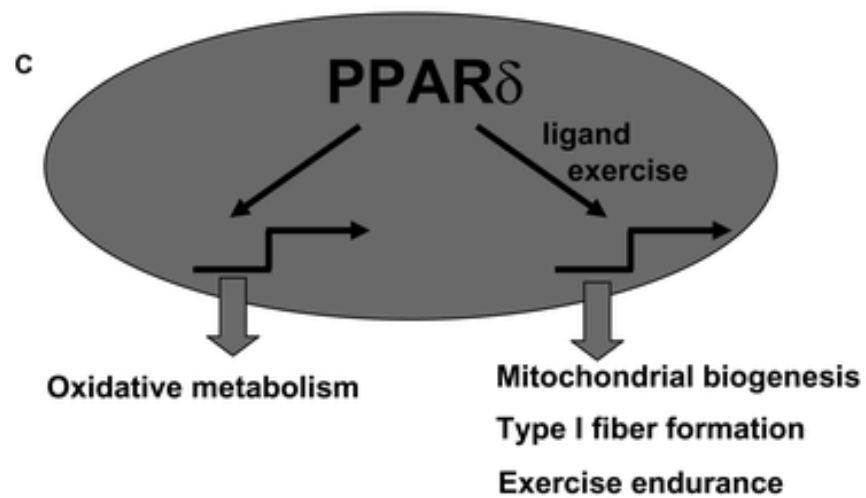 C
PPARδ
ligand
exercise
Oxidative metabolism
Mitochondrial biogenesis
Type I fiber formation
Exercise endurance